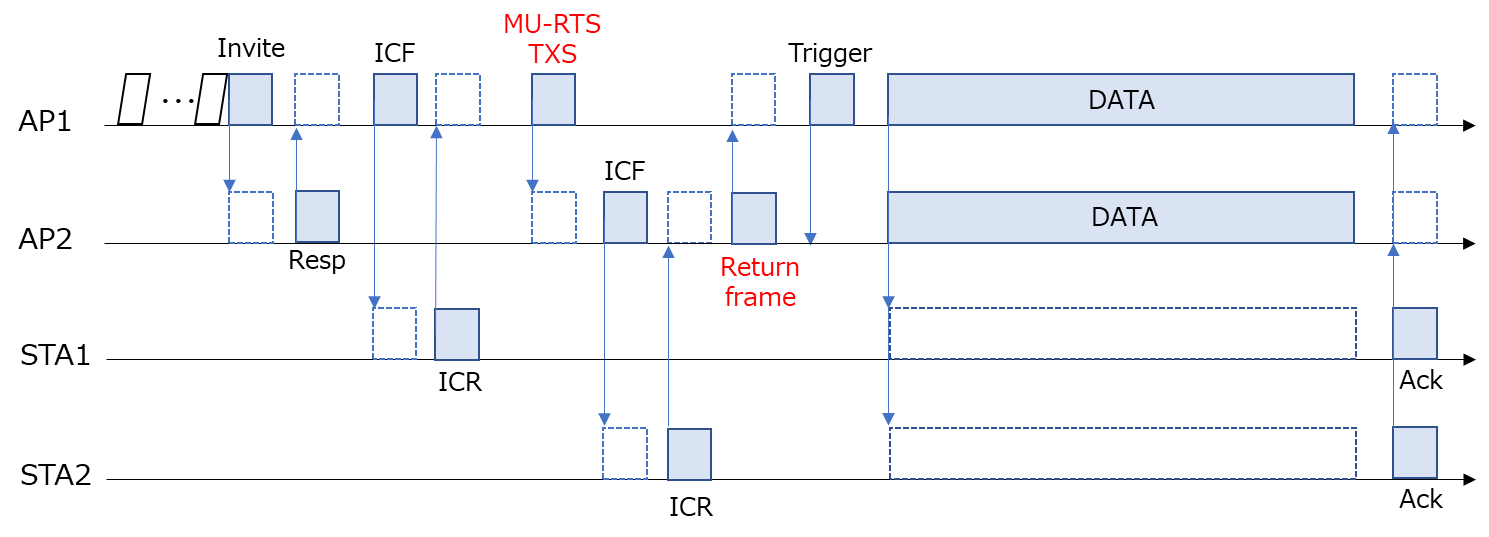 MU-RTS
TXS
Invite
ICF
Trigger
AP1
DATA
ICF
AP2
DATA
Resp
Return
frame
STA1
ICR
Ack
STA2
ICR
Ack